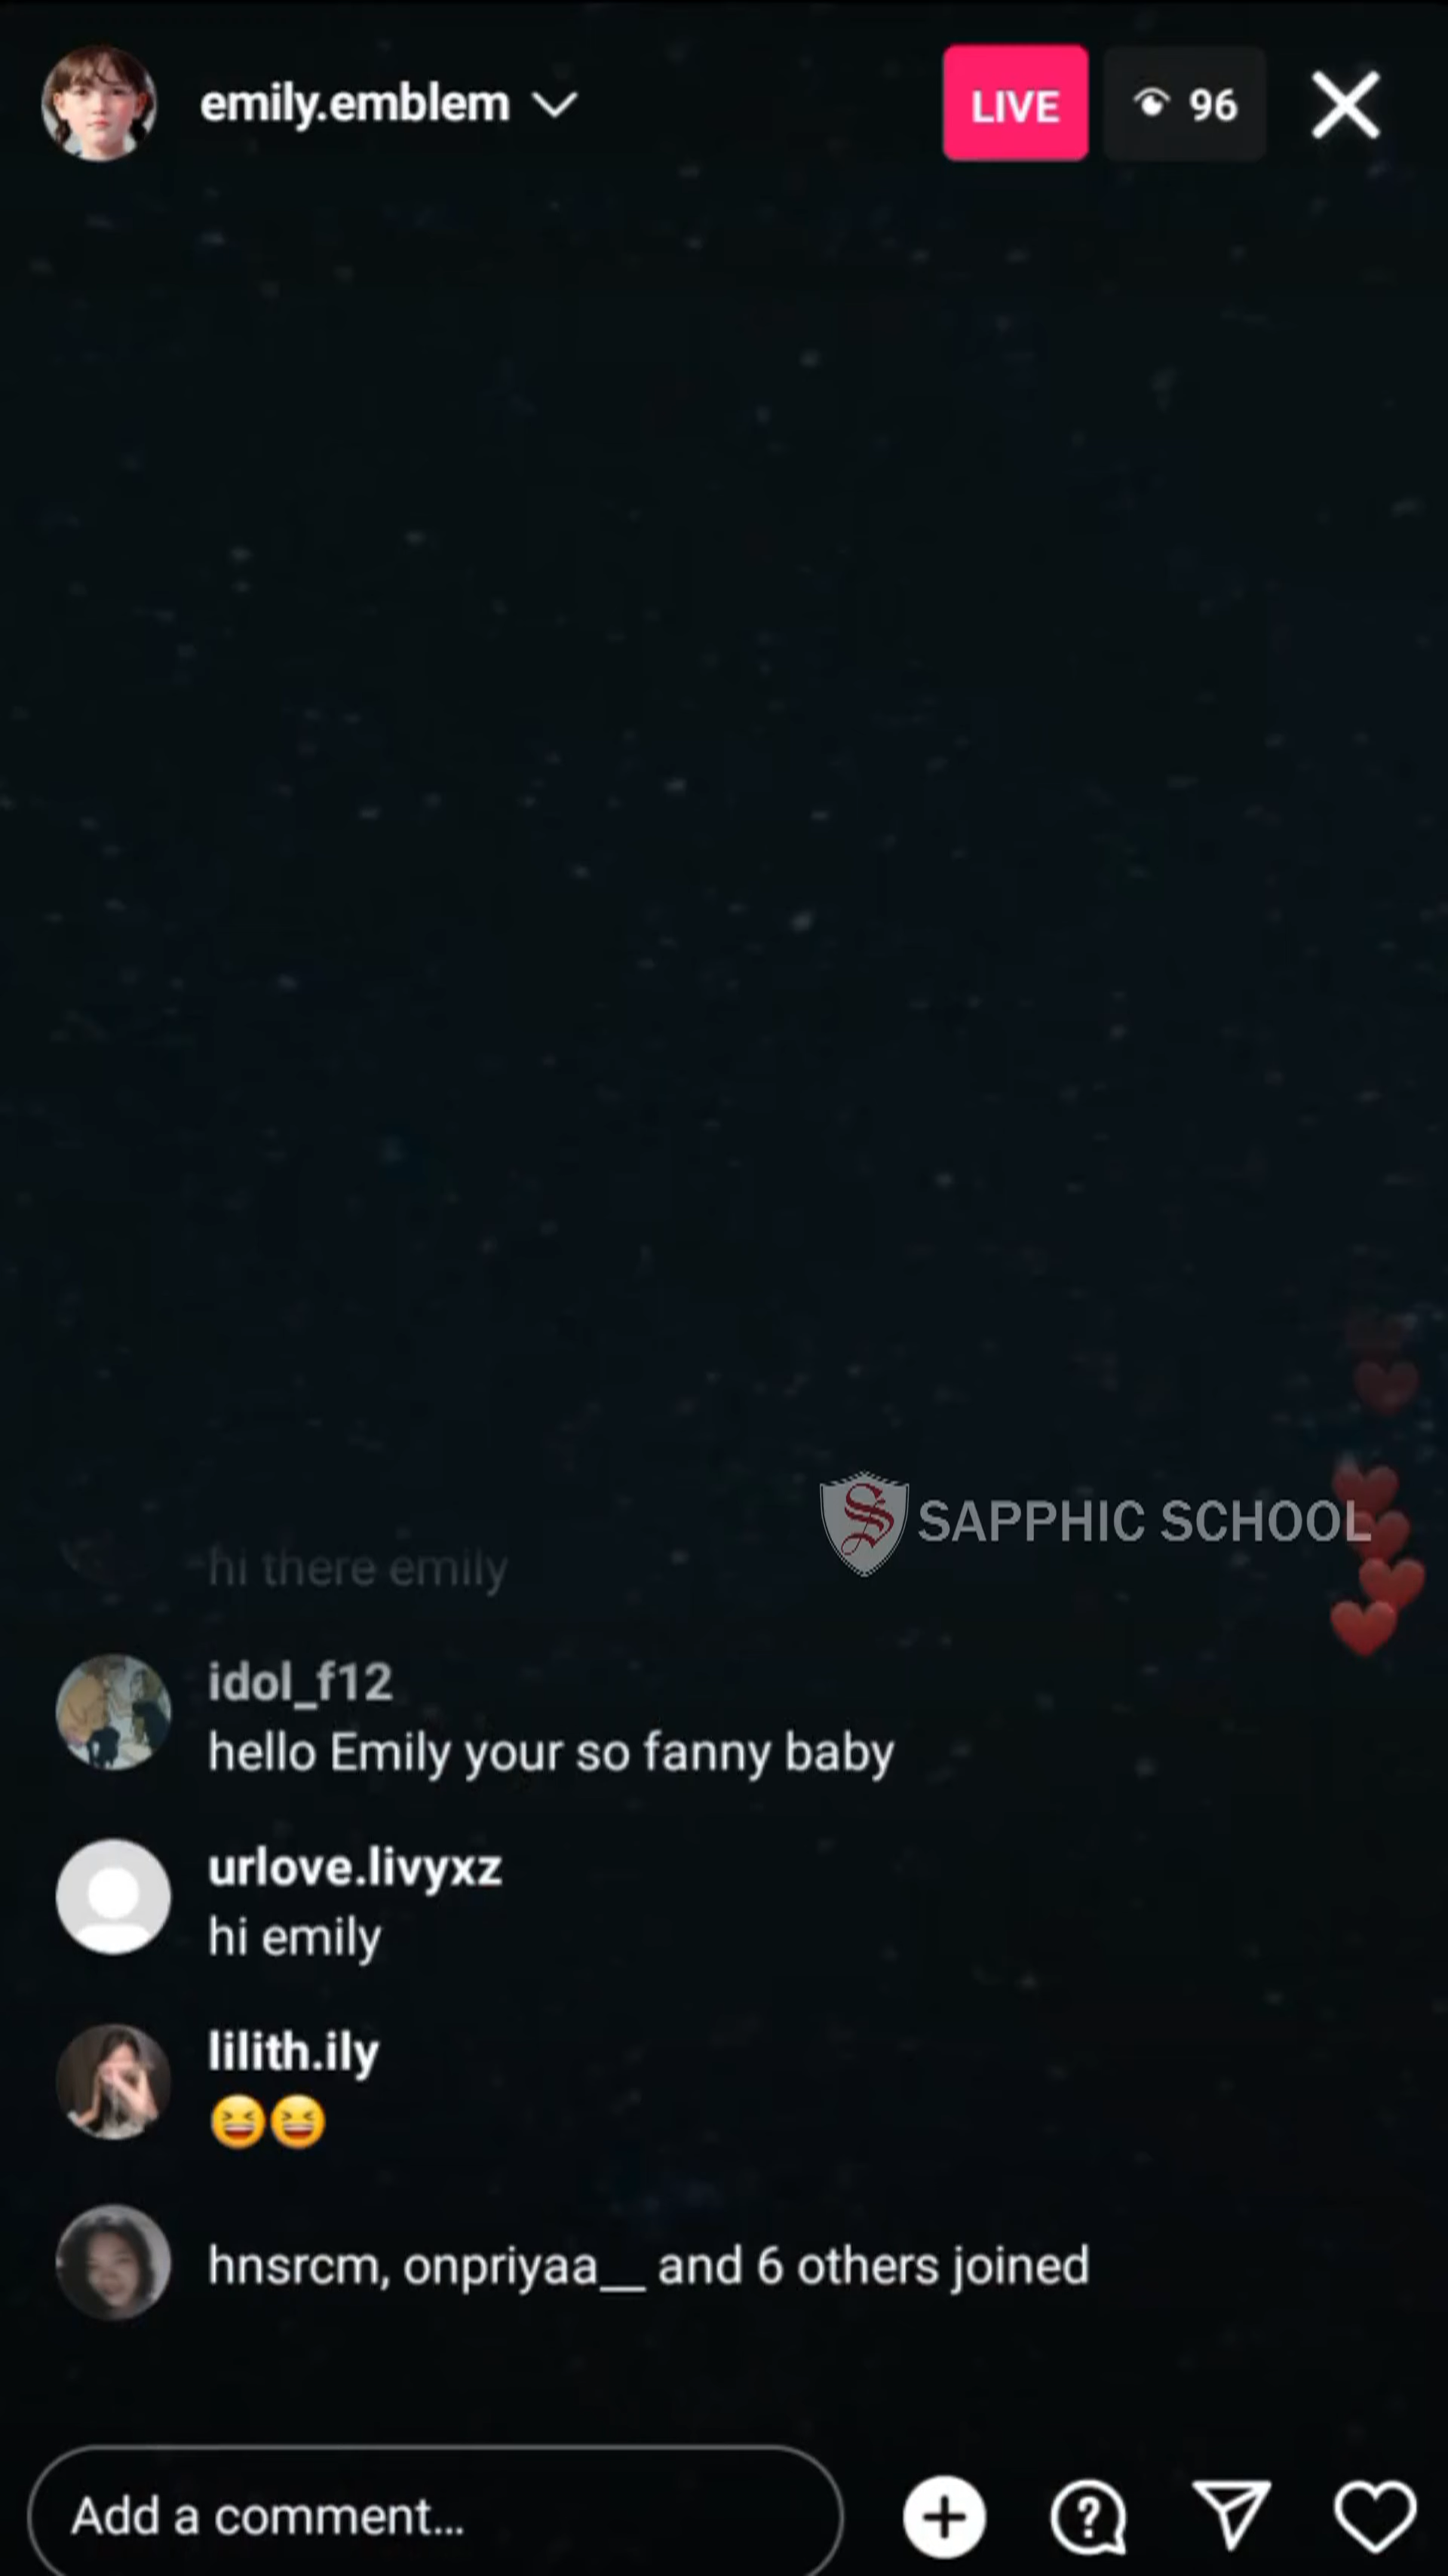 emily.emblem
LIVE
96
SAPPHIC SCHOOL
hi there emily
idol_f12
hello Emily your so fanny baby
urlove.livyxz
hi emily
lilith.ily
😆😆
hnsrcm, onpriyaa__ and 6 others joined
Add a comment...